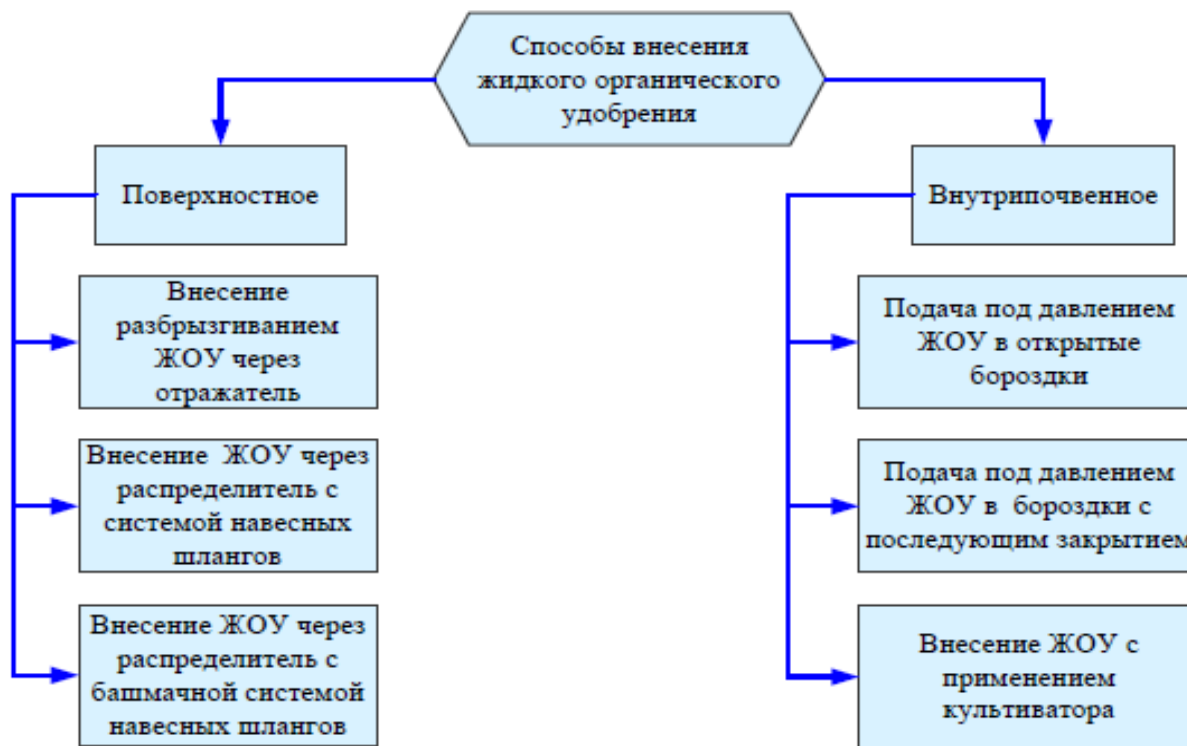 Способы внесения
жидкого органического
удобрения
Поверхностное
Внесение
разбрызгиванием
ЖОУ через
отражатель
Внесение ЖОУ через
распределитель с
системой навесных
шлангов
Внесение ЖОУ через
распределитель с
башмачной системой
навесных шлангов
Внутрипочвенное
Подача под давлением
ЖОУ в открытые
бороздки
Подача под давлением
ЖОУ в бороздки с
последующим закрытием
Внесение ЖОУ с
применением
культиватора